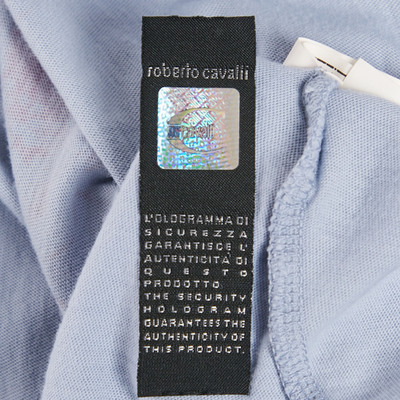 roberto cavalli
L'OLOGRAMMA DI
SICUREZZA
GARANTISCE L'
AUTENTICITÀ DI
QUESTO
PRODOTTO.
THE SECURITY
HOLOGRAM
GUARANTEES THE
AUTHENTICITY OF
THIS PRODUCT.